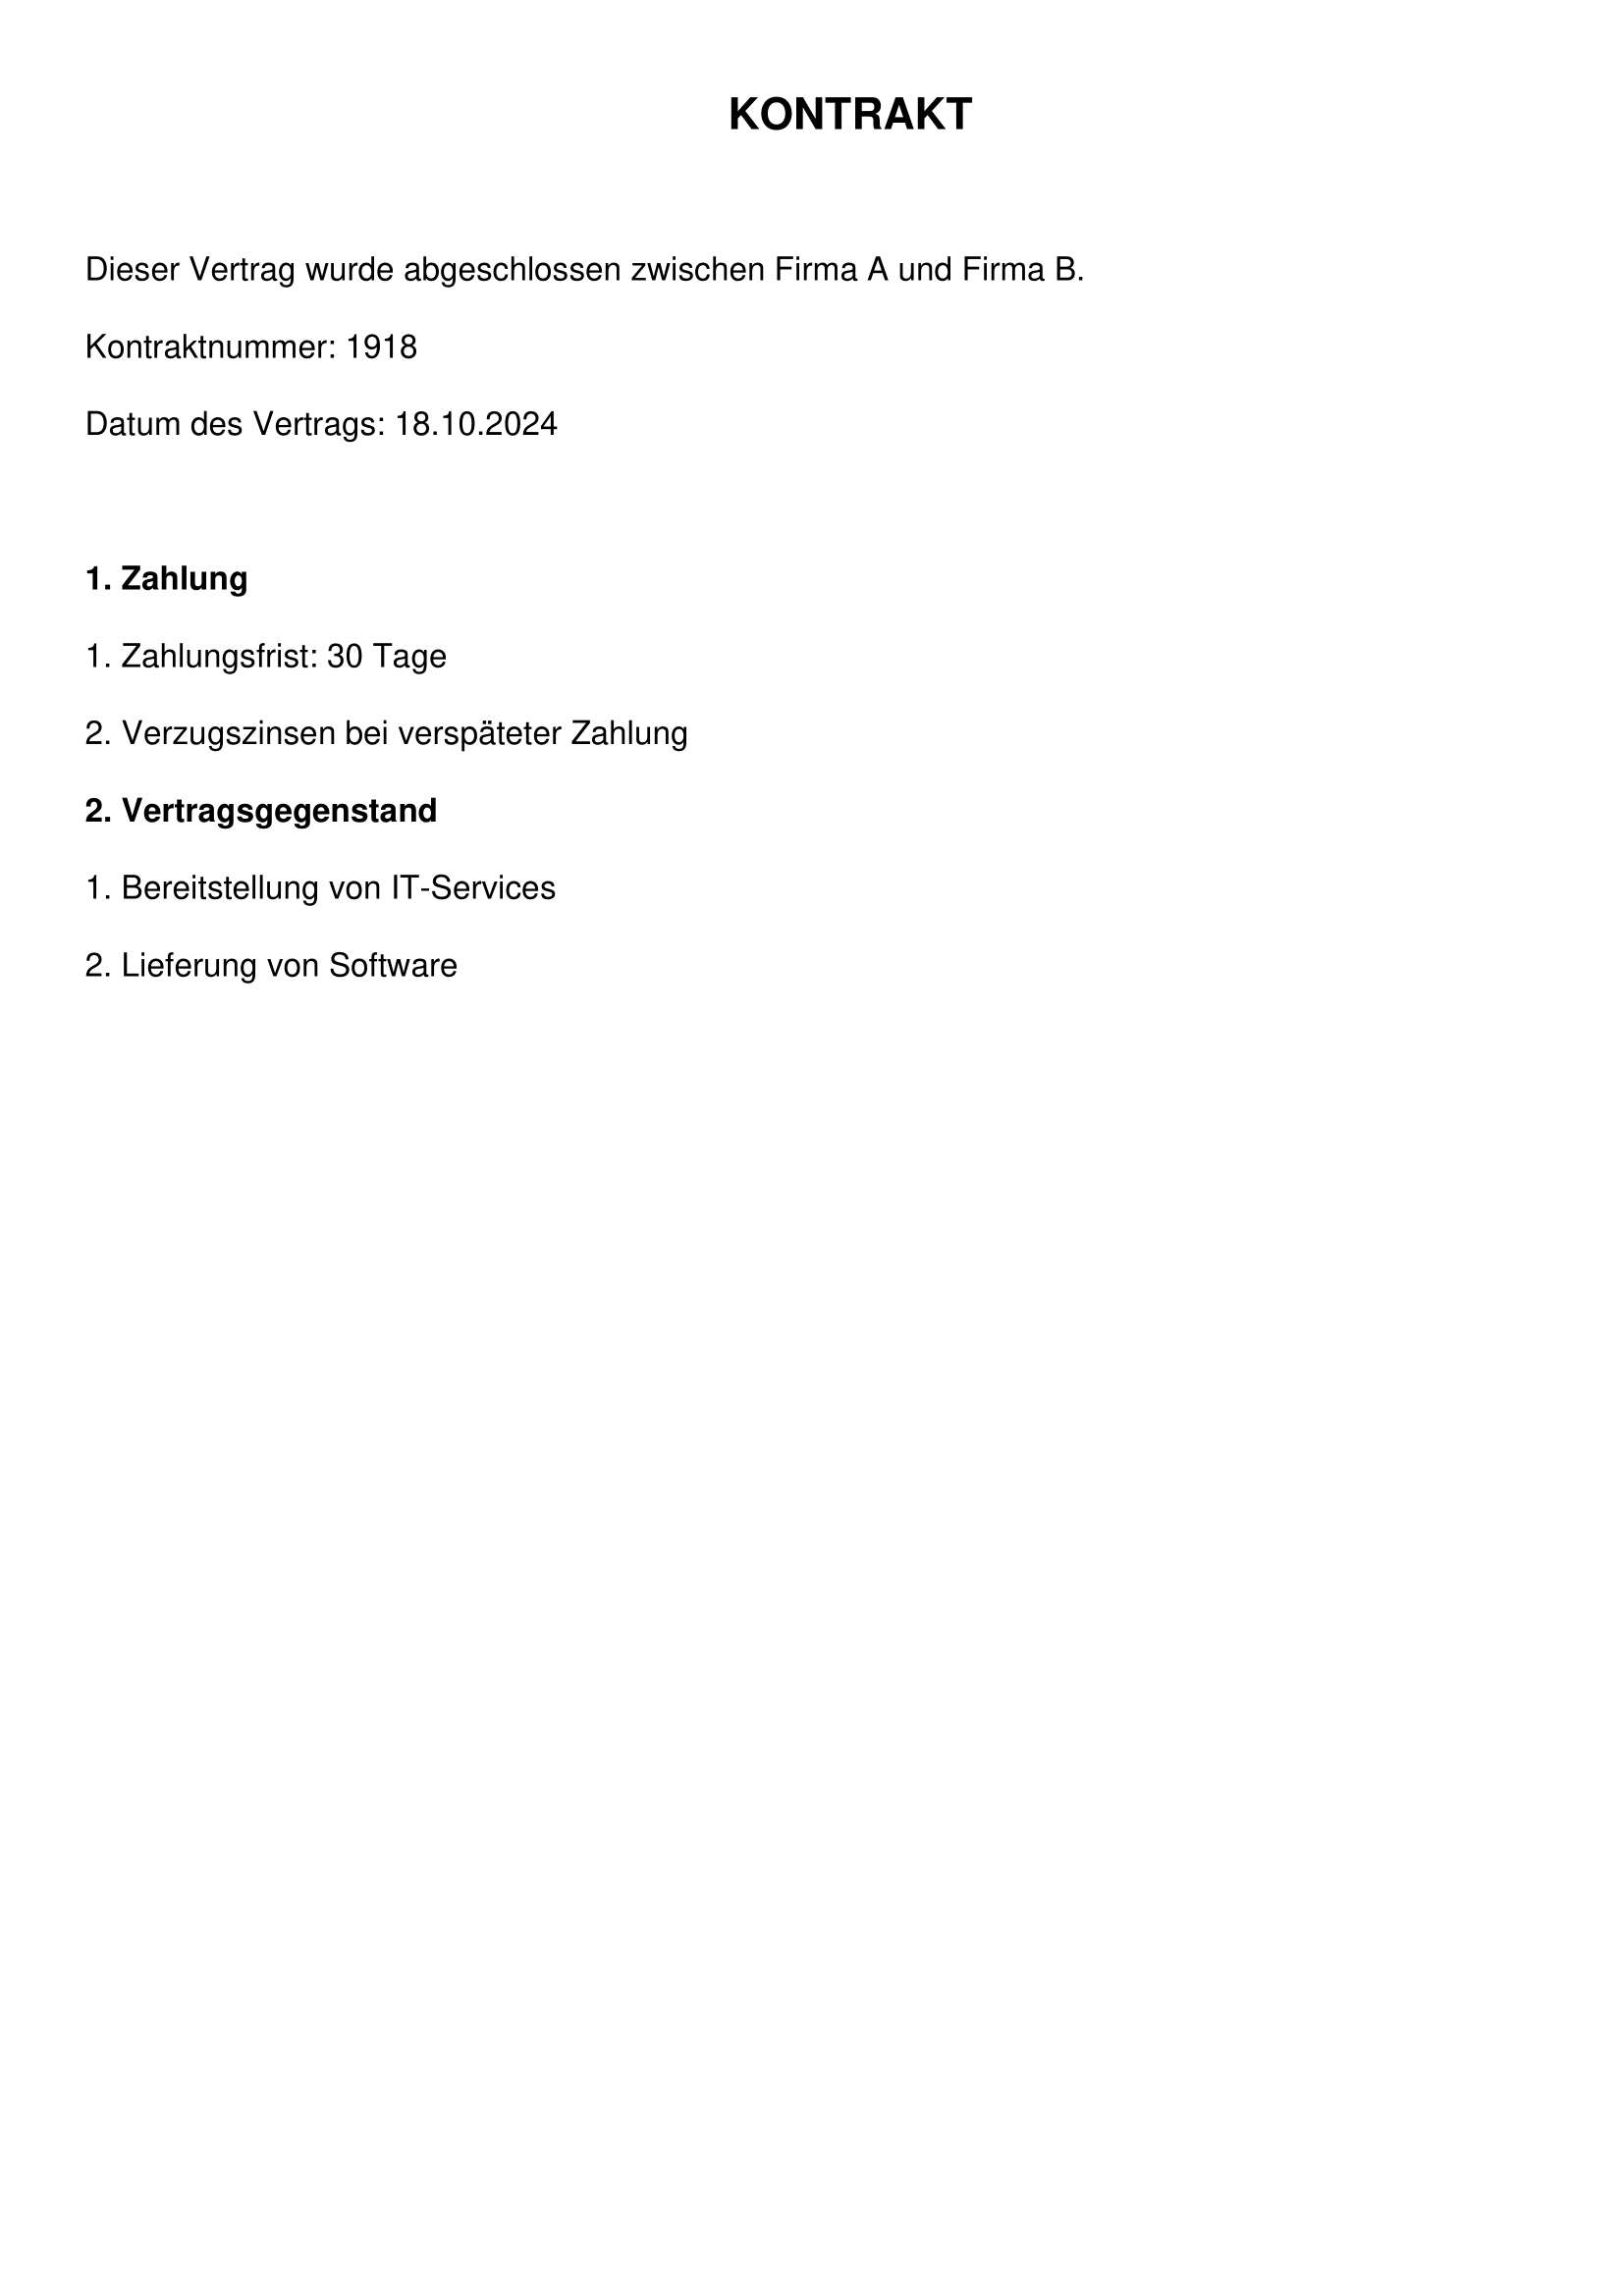 KONTRAKT
Dieser Vertrag wurde abgeschlossen zwischen Firma A und Firma B.
Kontraktnummer: 1918
Datum des Vertrags: 18.10.2024
1. Zahlung
1. Zahlungsfrist: 30 Tage
2. Verzugszinsen bei verspäteter Zahlung
2. Vertragsgegenstand
1. Bereitstellung von IT-Services
2. Lieferung von Software